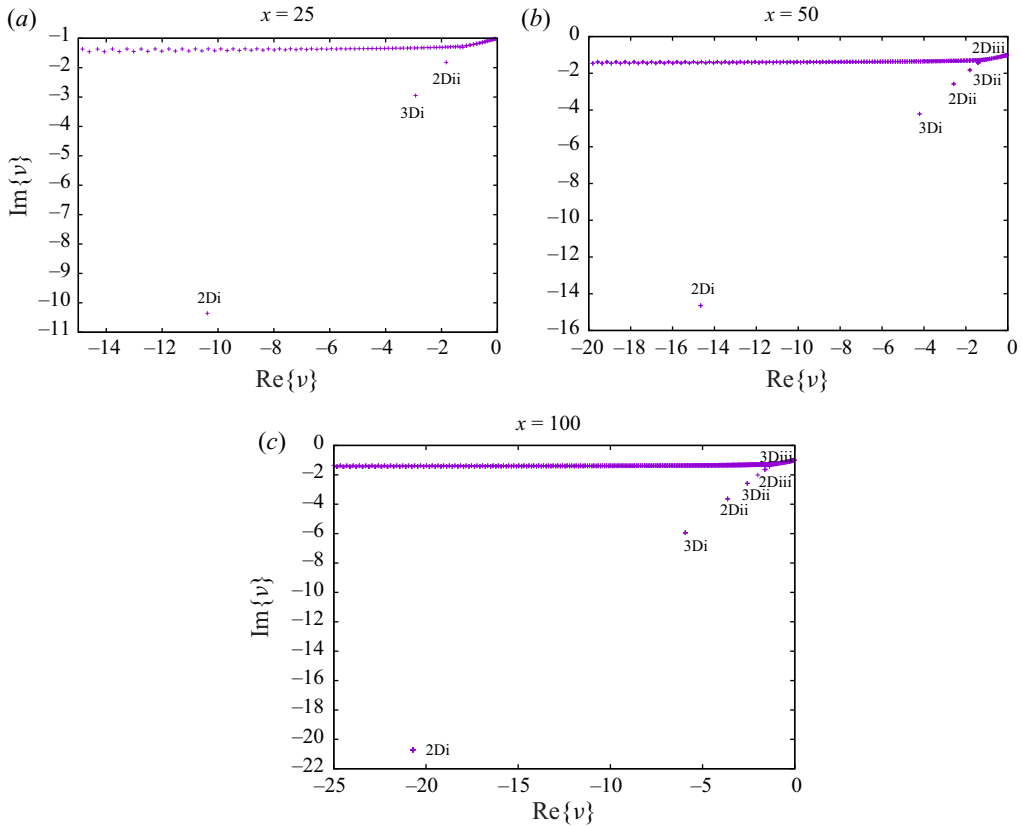 (a)
x = 25
–1
–2
–3
–4
–5
–6
–7
–8
–9
–10
–11
Im{ν}
2Dii
3Di
2Di
–14 –12 –10 –8 –6 –4 –2 0
Re{ν}
(b)
x = 50
0
–2
–4
–6
–8
–10
–12
–14
–16
2Diii
3Dii
2Dii
3Di
2Di
–20 –18 –16 –14 –12 –10 –8 –6 –4 –2 0
Re{ν}
(c)
x = 100
0
–2
–4
–6
–8
–10
–12
–14
–16
–18
–20
–22
Im{ν}
3Diii
2Diii
3Dii
2Dii
3Di
2Di
–25 –20 –15 –10 –5 0
Re{ν}